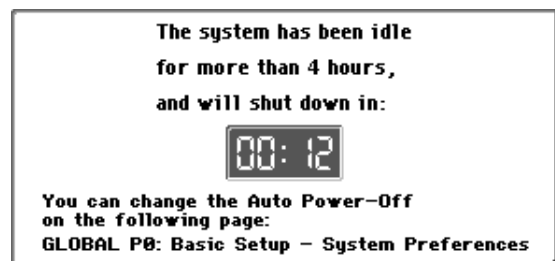 The system has been idle
for more than 4 hours,
and will shut down in:
00:12
You can change the Auto Power-Off
on the following page:
GLOBAL P0: Basic Setup - System Preferences